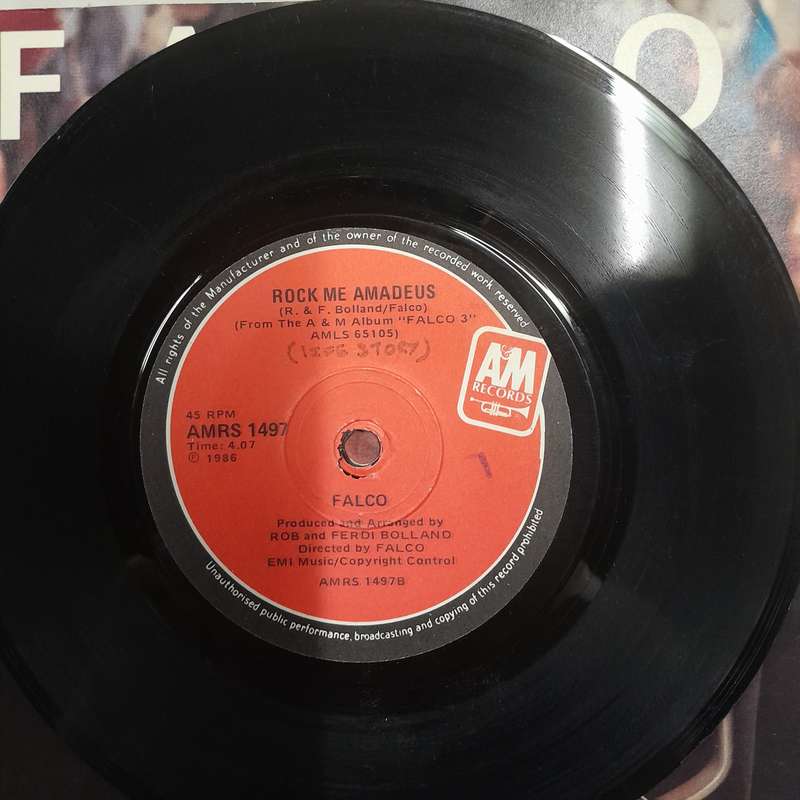 F O
All rights of the Manufacturer and of the owner of the recorded work reserved
ROCK ME AMADEUS
(R. & F. Bolland/Falco)
(From The A & M Album "FALCO 3"
AMLS 65105)
(LIFE STORY)
A&M
RECORDS
45 RPM
AMRS 1497
Time: 4.07
℗ 1986
FALCO
Produced and Arranged by
ROB and FERDI BOLLAND
Directed by FALCO
EMI Music/Copyright Control
AMRS 1497B
Unauthorised public performance, broadcasting and copying of this record prohibited